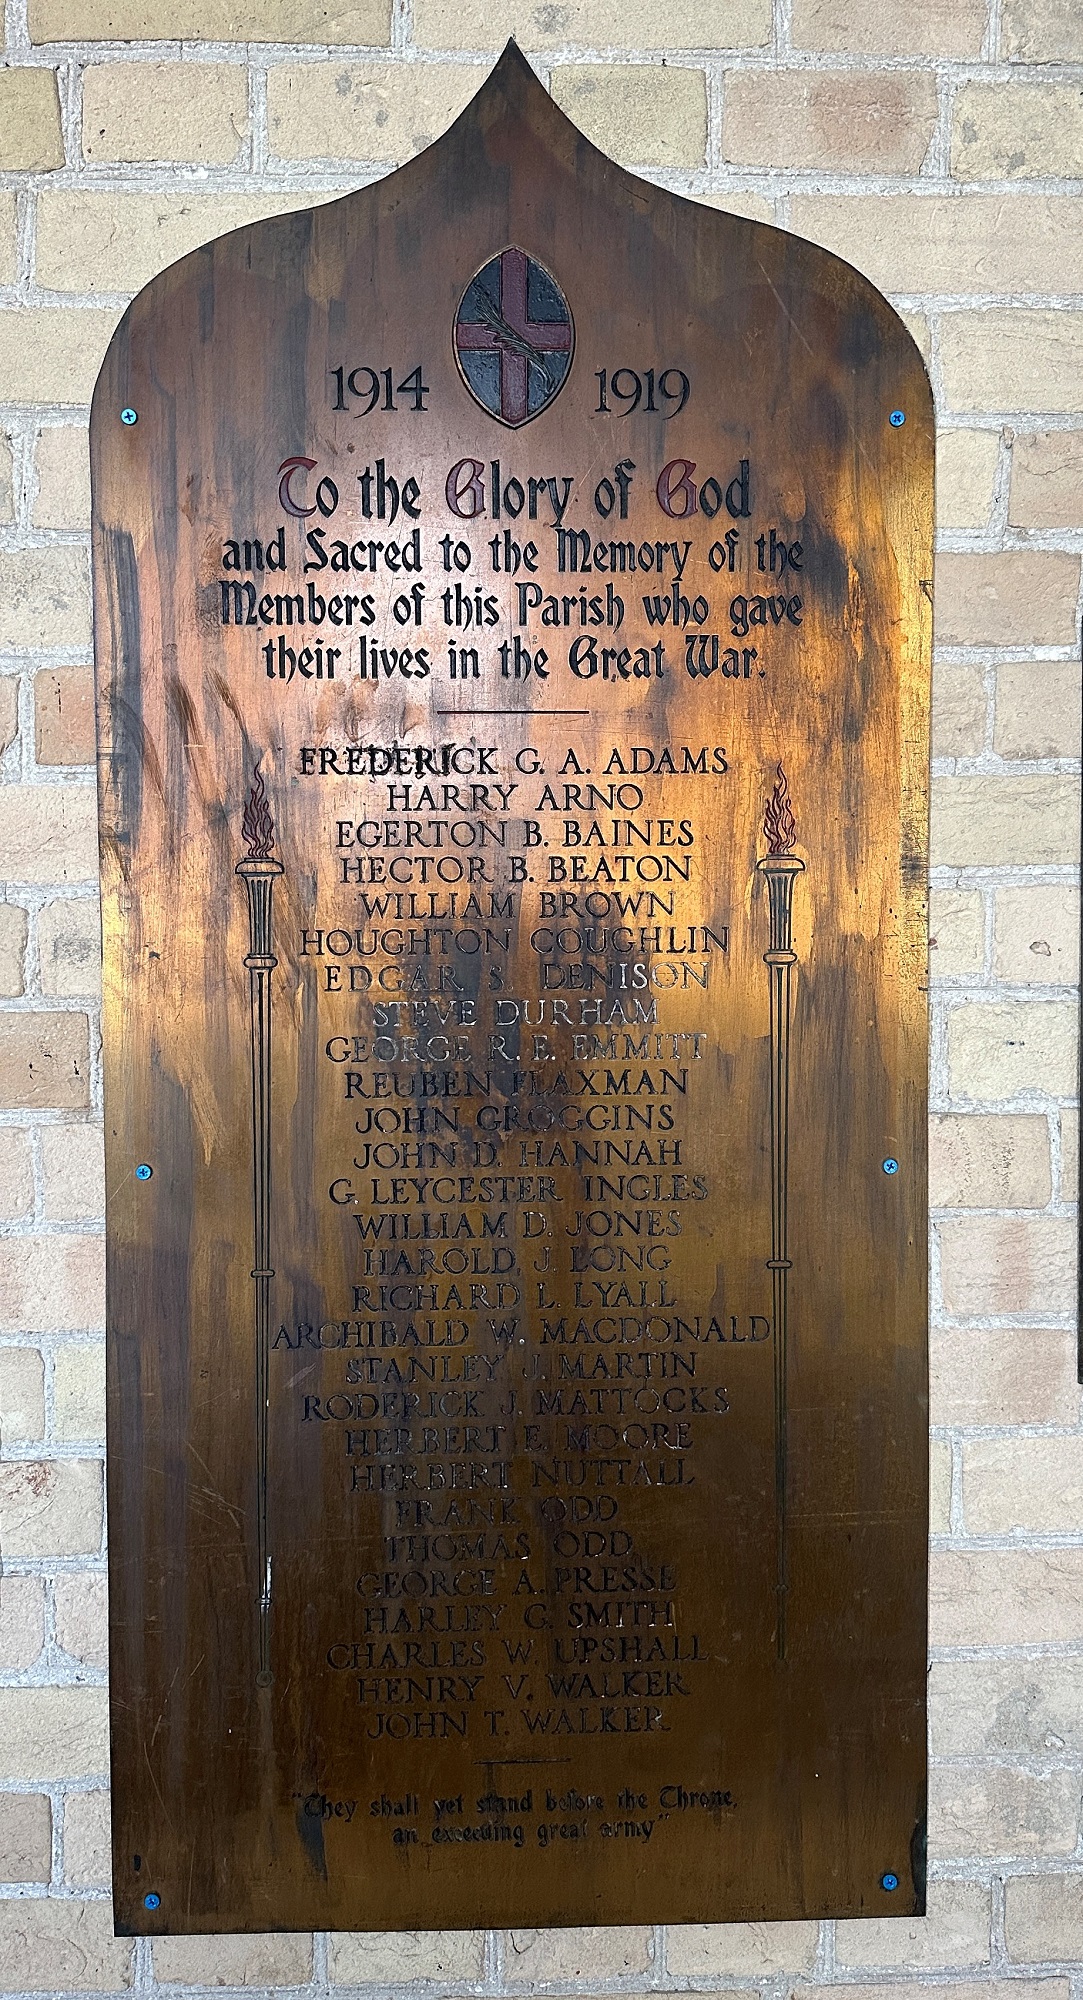 1914 1919
To the Glory of God
and Sacred to the Memory of the
Members of this Parish who gave
their lives in the Great War.
FREDERICK G. A. ADAMS
HARRY ARNO
EGERTON B. BAINES
HECTOR B. BEATON
WILLIAM BROWN
HOUGHTON COUGHLIN
EDGAR S. DENISON
STEVE DURHAM
GEORGE R. E. EMMITT
REUBEN FLAXMAN
JOHN GROGGINS
JOHN D. HANNAH
G. LEYCESTER INGLES
WILLIAM D. JONES
HAROLD J. LONG
RICHARD L. LYALL
ARCHIBALD W. MACDONALD
STANLEY J. MARTIN
RODERICK J. MATTOCKS
HERBERT E. MOORE
HERBERT NUTTALL
FRANK ODD
THOMAS ODD
GEORGE A. PRESSE
HARLEY G. SMITH
CHARLES W. UPSHALL
HENRY V. WALKER
JOHN T. WALKER
"They shall yet stand before the Throne,
an exceeding great army"